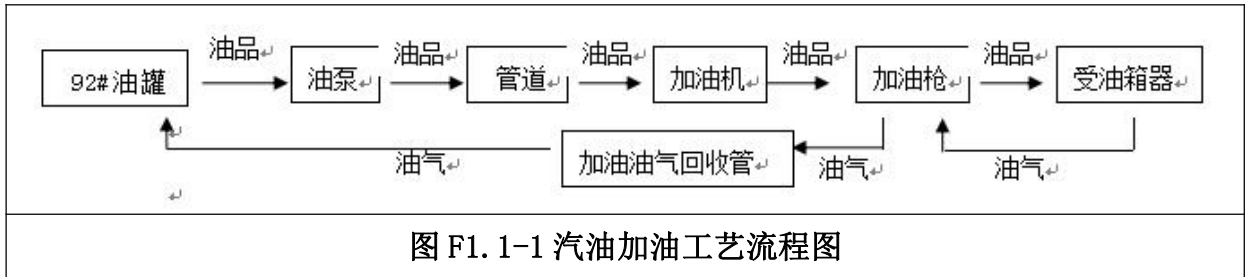 油品 油品 油品 油品 油品
92#油罐 油泵 管道 加油机 加油枪 受油箱器
油气 加油油气回收管 油气 油气
图 F1.1-1 汽油加油工艺流程图